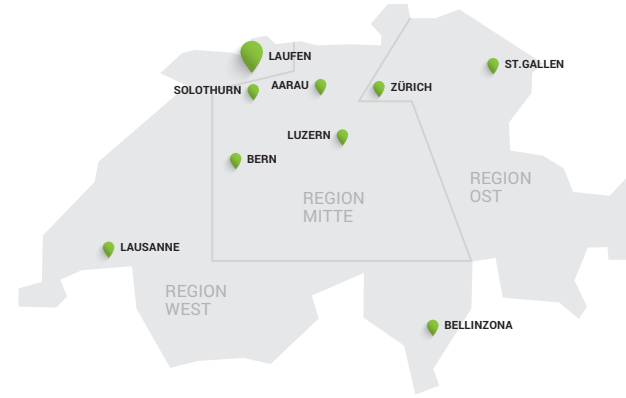 LAUFEN
ST.GALLEN
SOLOTHURN
AARAU
ZÜRICH
LUZERN
BERN
REGION
OST
REGION
MITTE
LAUSANNE
REGION
WEST
BELLINZONA